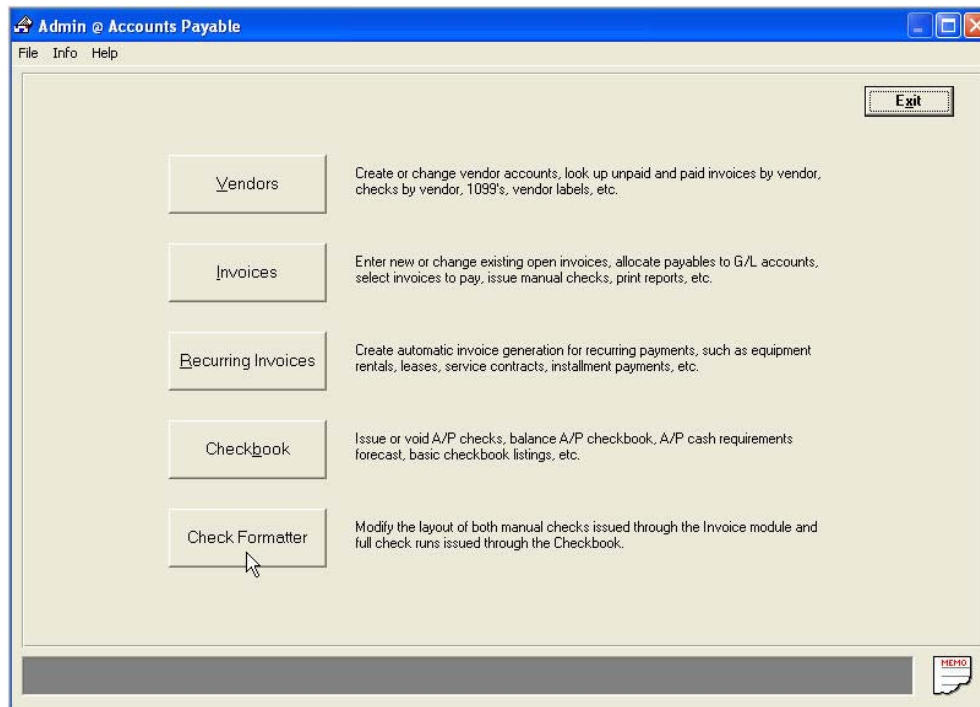 Admin @ Accounts Payable
File Info Help
Exit
Vendors
Create or change vendor accounts, look up unpaid and paid invoices by vendor,
checks by vendor, 1099's, vendor labels, etc.
Invoices
Enter new or change existing open invoices, allocate payables to G/L accounts,
select invoices to pay, issue manual checks, print reports, etc.
Recurring Invoices
Create automatic invoice generation for recurring payments, such as equipment
rentals, leases, service contracts, installment payments, etc.
Checkbook
Issue or void A/P checks, balance A/P checkbook, A/P cash requirements
forecast, basic checkbook listings, etc.
Check Formatter
Modify the layout of both manual checks issued through the Invoice module and
full check runs issued through the Checkbook.
MEMO